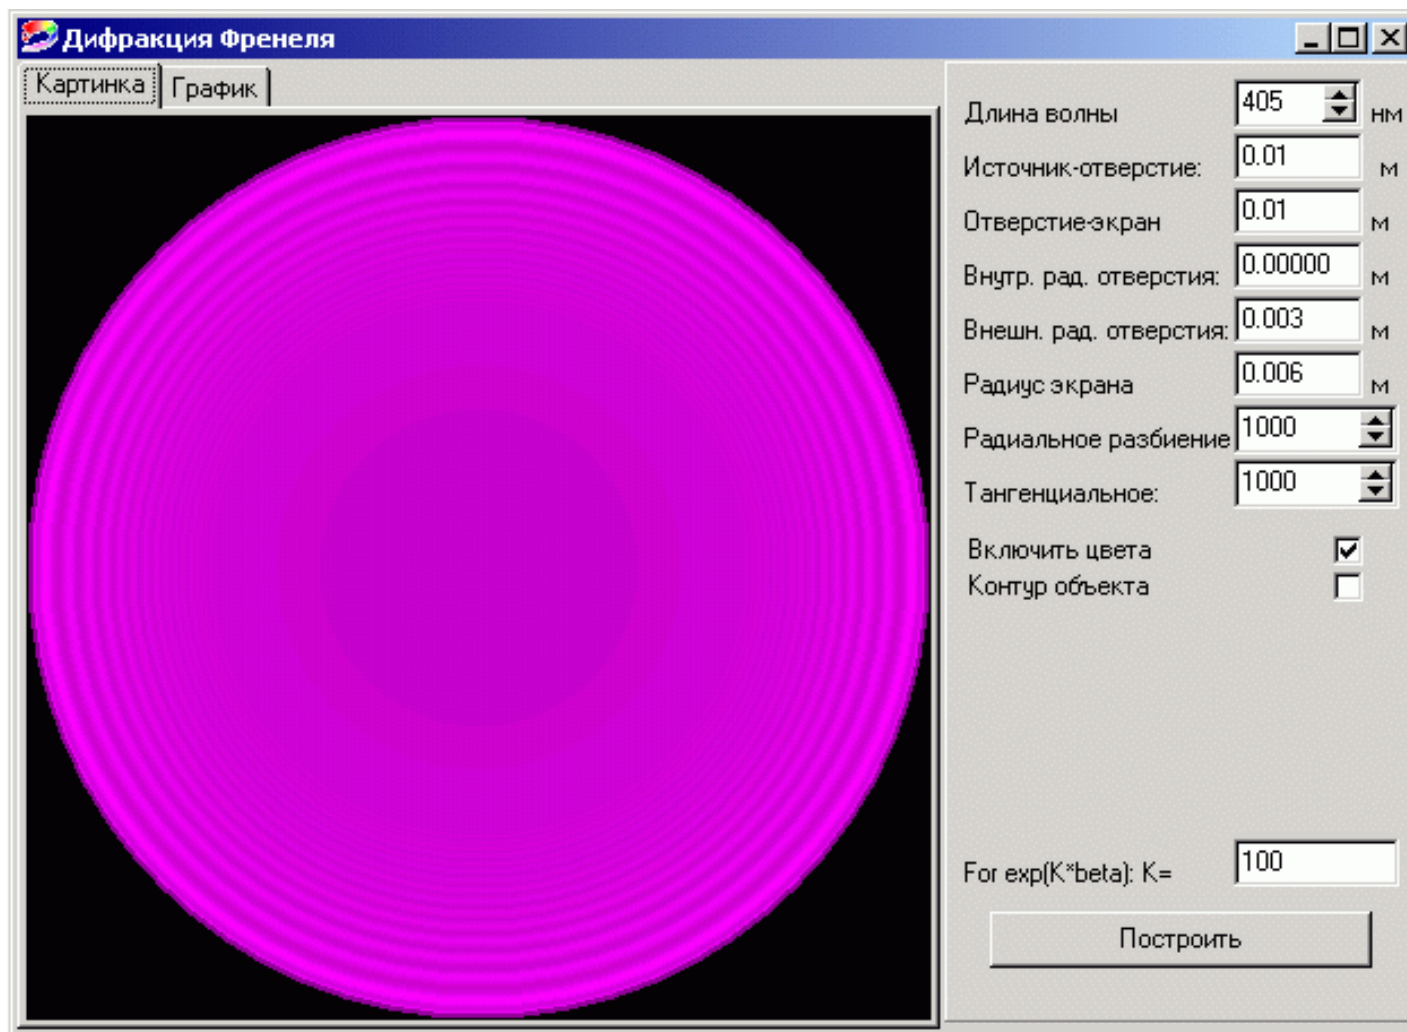 Дифракция Френеля
Картинка График
Длина волны 405 нм
Источник-отверстие: 0.01 м
Отверстие-экран 0.01 м
Внутр. рад. отверстия: 0.00000 м
Внешн. рад. отверстия: 0.003 м
Радиус экрана 0.006 м
Радиальное разбиение 1000
Тангенциальное: 1000
Включить цвета
Контур объекта
For exp(K*beta): K= 100
Построить